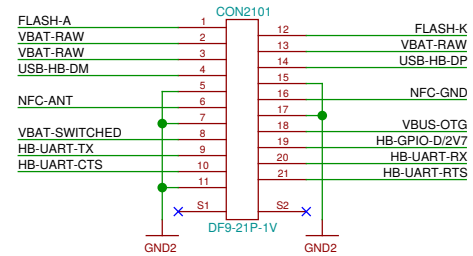 CON2101
FLASH-A 1
12 FLASH-K
VBAT-RAW 2
13 VBAT-RAW
VBAT-RAW 3
14 USB-HB-DP
USB-HB-DM 4
15
5
16 NFC-GND
NFC-ANT 6
17
7
18 VBUS-OTG
VBAT-SWITCHED 8
19 HB-GPIO-D/2V7
HB-UART-TX 9
20 HB-UART-RX
HB-UART-CTS 10
21 HB-UART-RTS
11
S1 S2
DF9-21P-1V
GND2 GND2